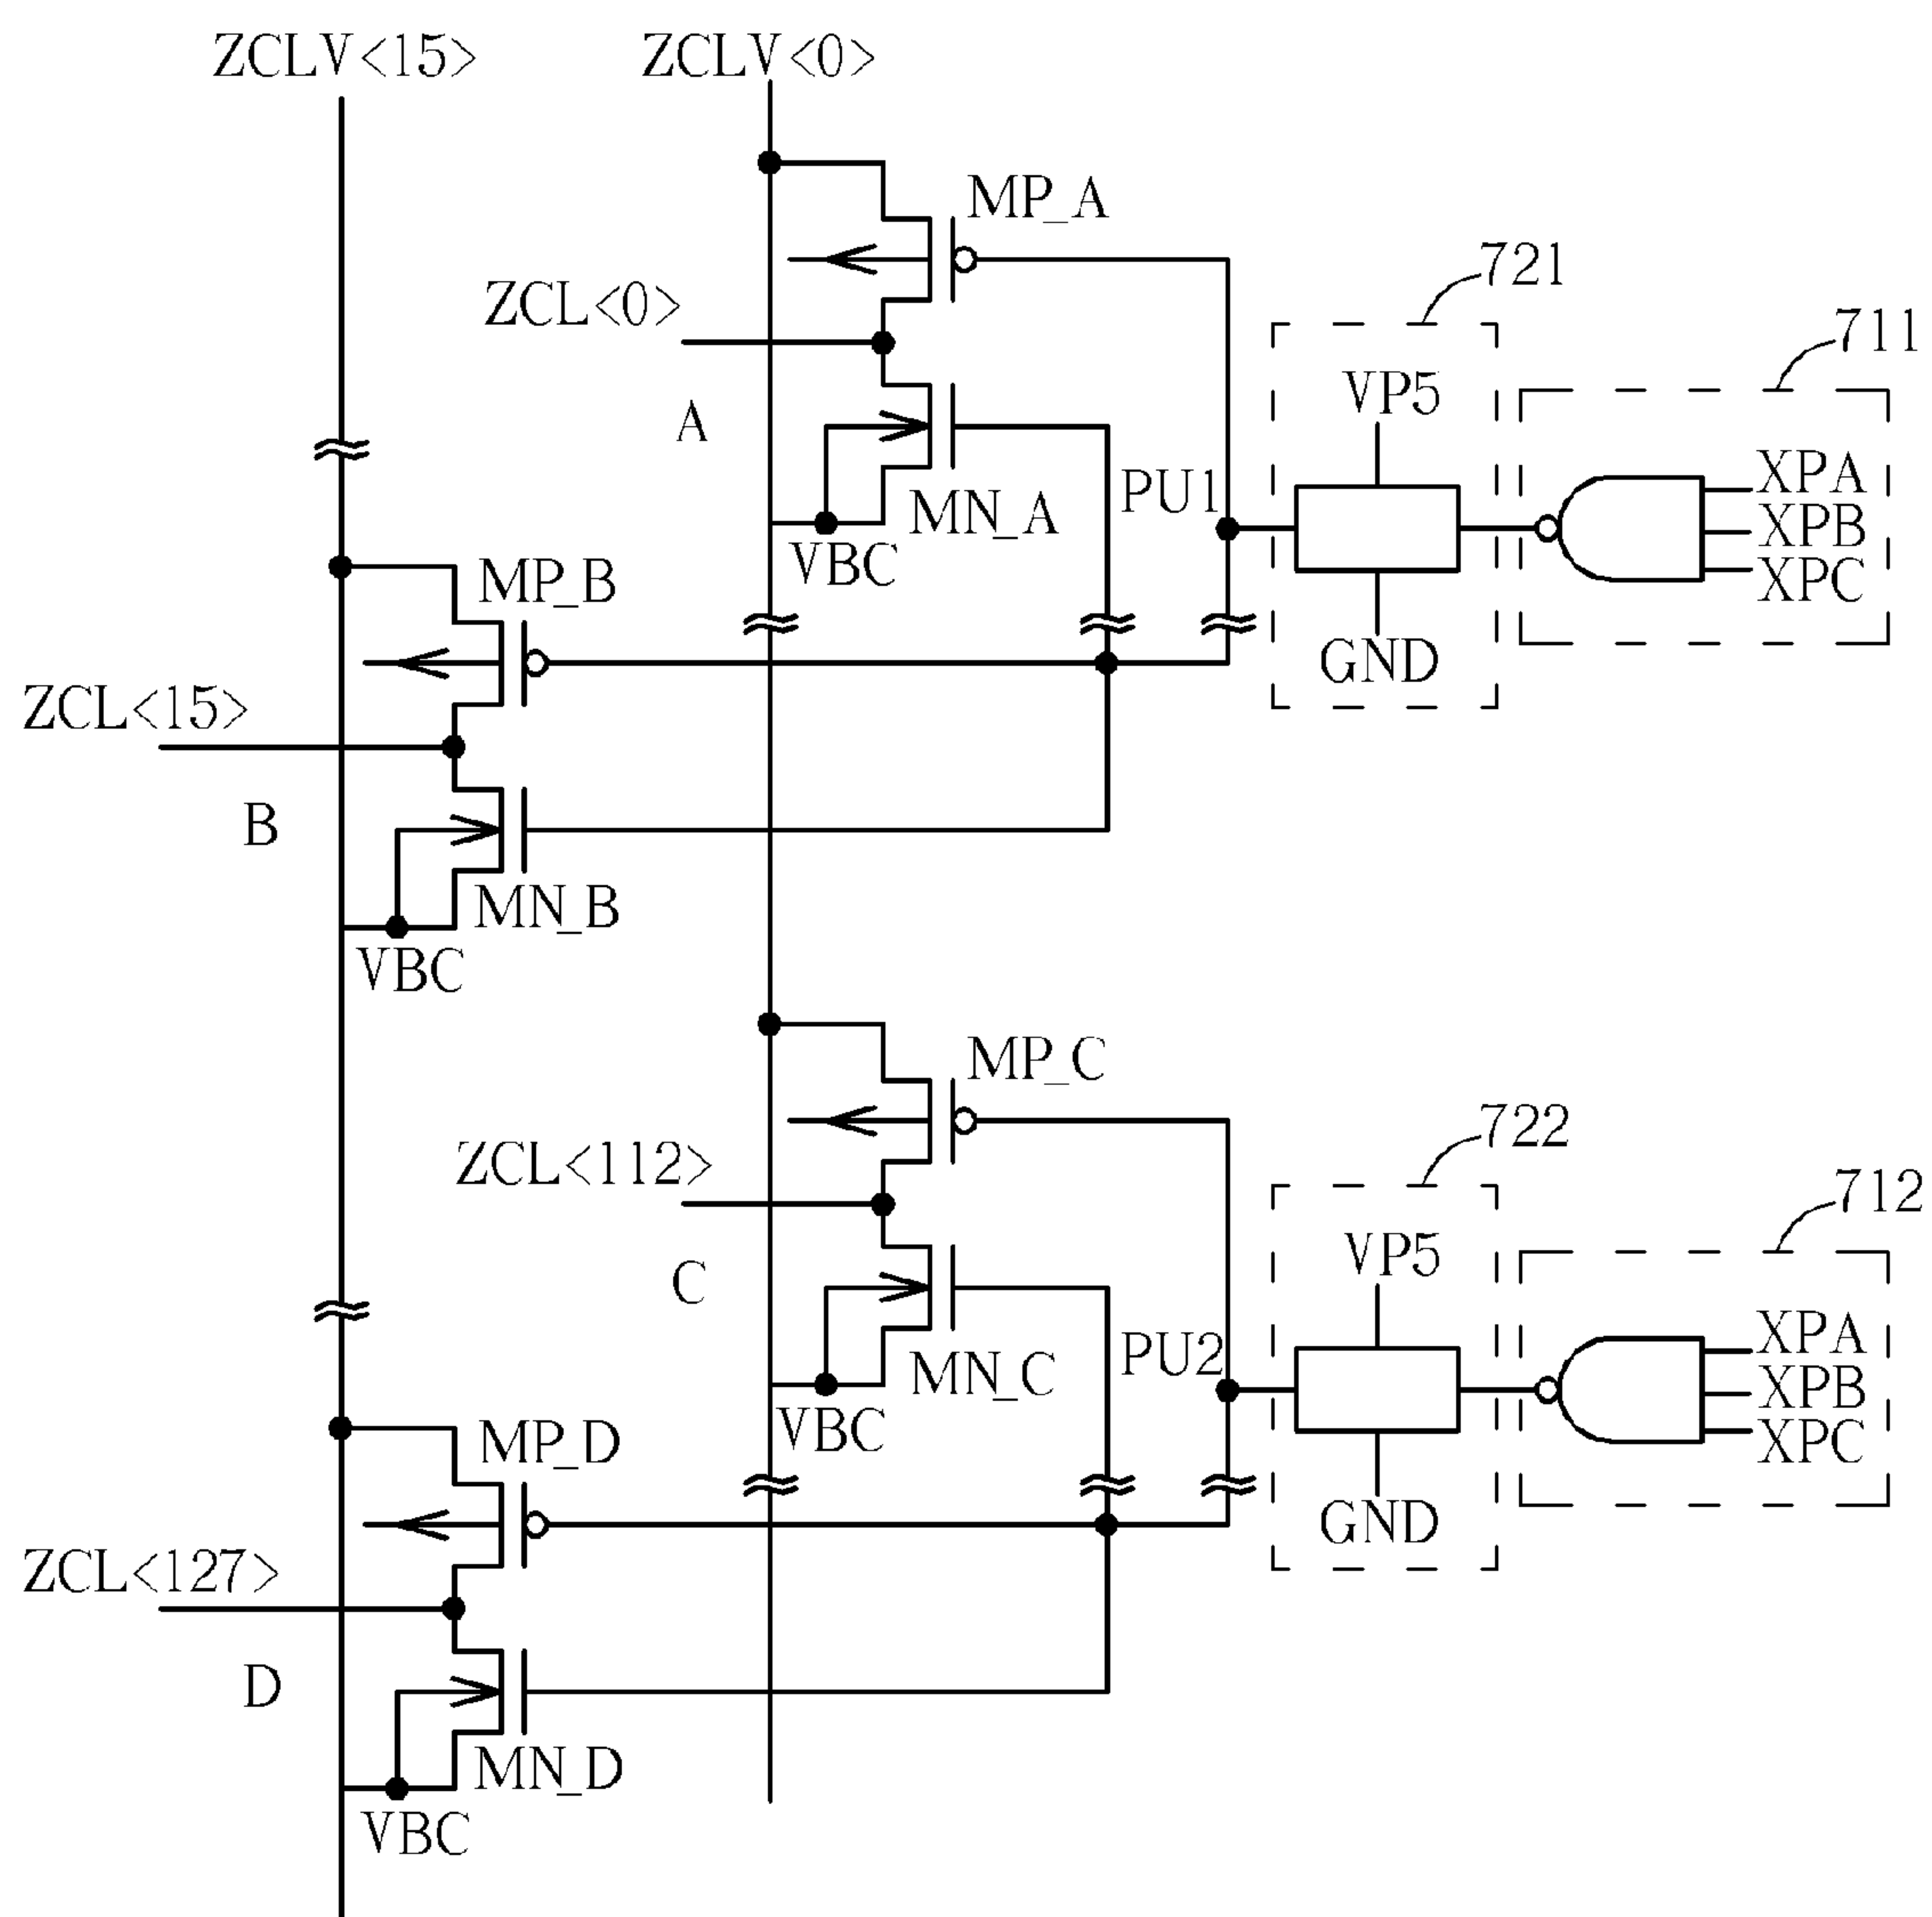 ZCLV<15> ZCLV<0>
MP_A
721
ZCL<0>
711
VP5
A
XPA
PU1
MN_A
XPB
VBC
MP_B
XPC
GND
ZCL<15>
B
MN_B
VBC
MP_C
722
ZCL<112>
712
VP5
C
XPA
PU2
MN_C
XPB
VBC
MP_D
XPC
GND
ZCL<127>
D
MN_D
VBC